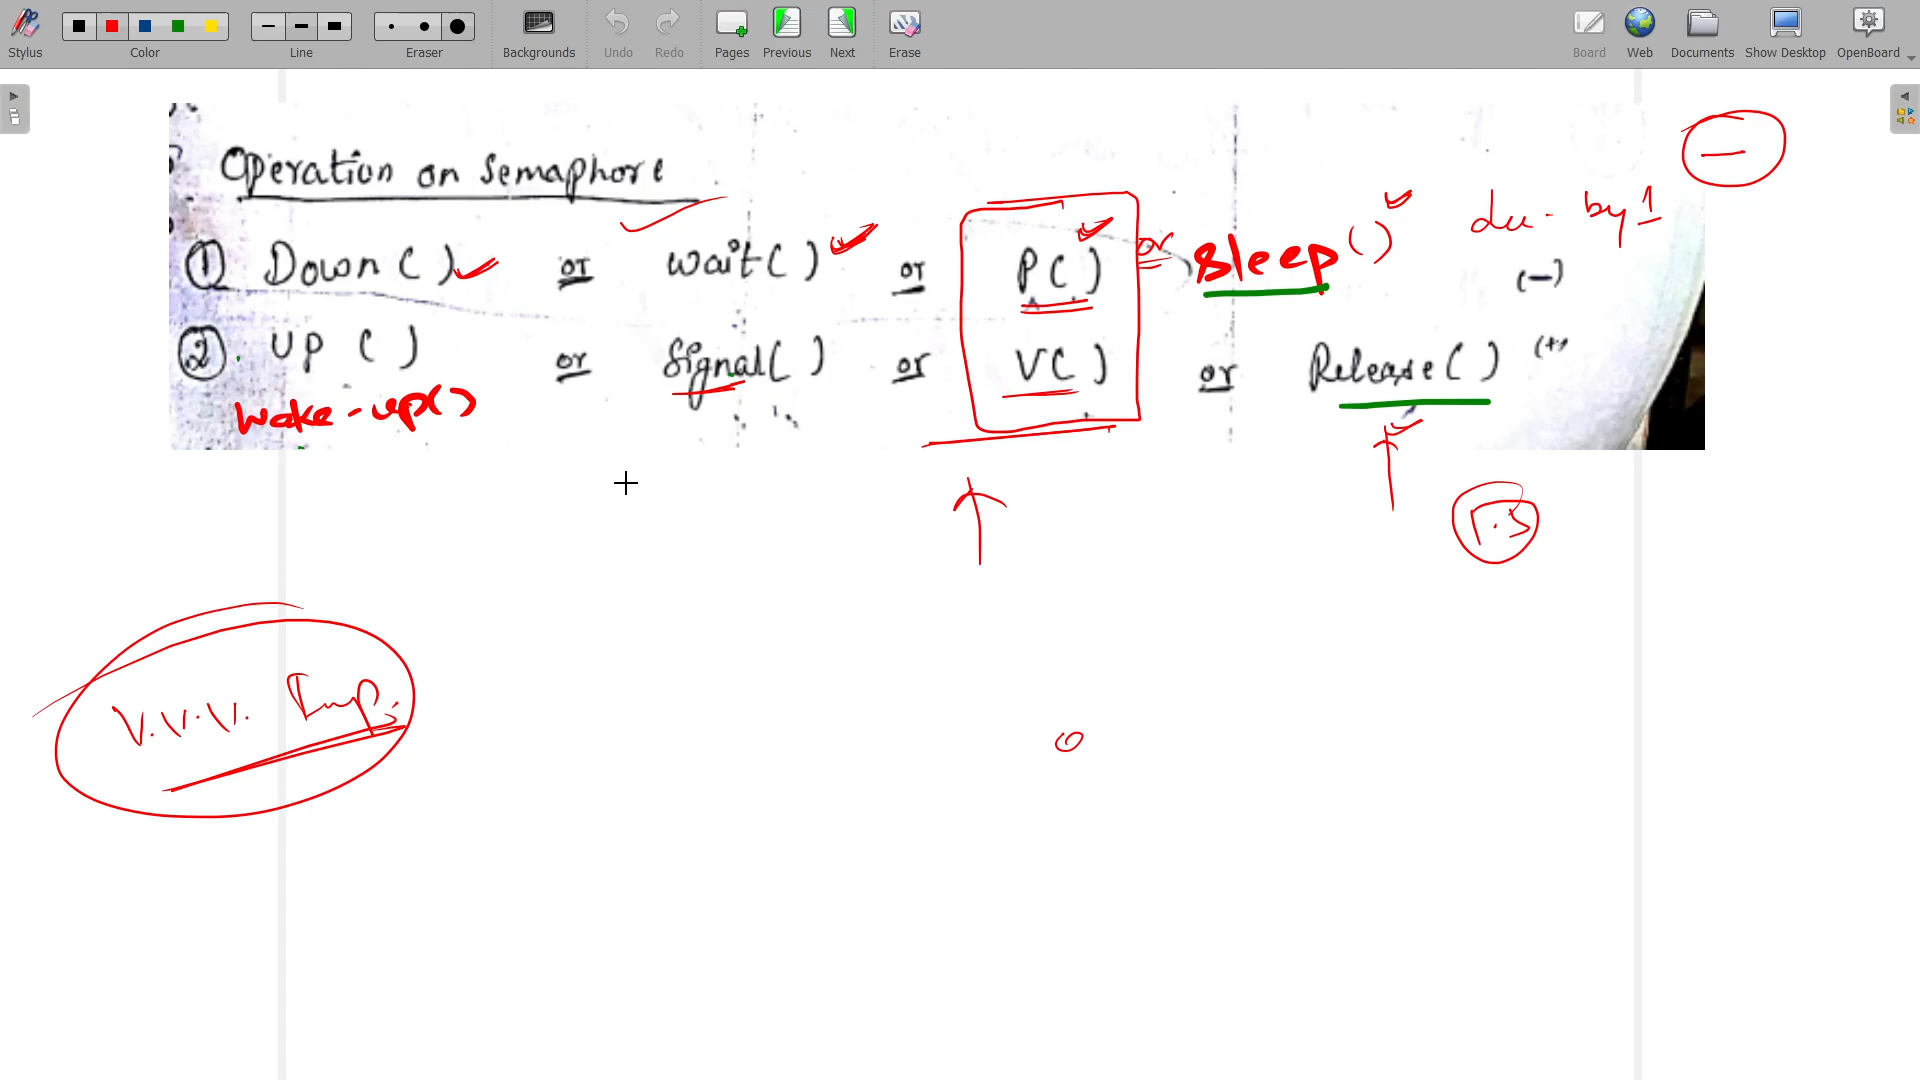 Stylus Color Line Eraser Backgrounds Undo Redo Pages Previous Next Erase Board Web Documents Show Desktop OpenBoard
Operation on Semaphore
① Down ( ) or wait ( ) or P( ) or sleep () by 1
(-)
② UP ( ) or Signal( ) or V( ) or Release( ) (+)
wake-up()
V.V.V. Imp.